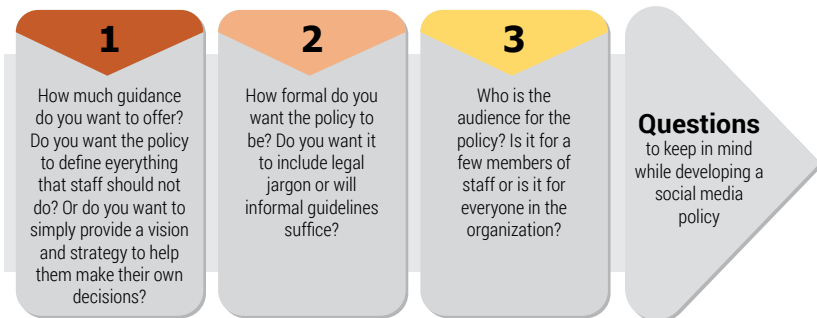 1
How much guidance
do you want to offer?
Do you want the policy
to define eyerything
that staff should not
do? Or do you want to
simply provide a vision
and strategy to help
them make their own
decisions?
2
How formal do you
want the policy to
be? Do you want it
to include legal
jargon or will
informal guidelines
suffice?
3
Who is the
audience for the
policy? Is it for a
few members of
staff or is it for
everyone in the
organization?
Questions
to keep in mind
while developing a
social media
policy